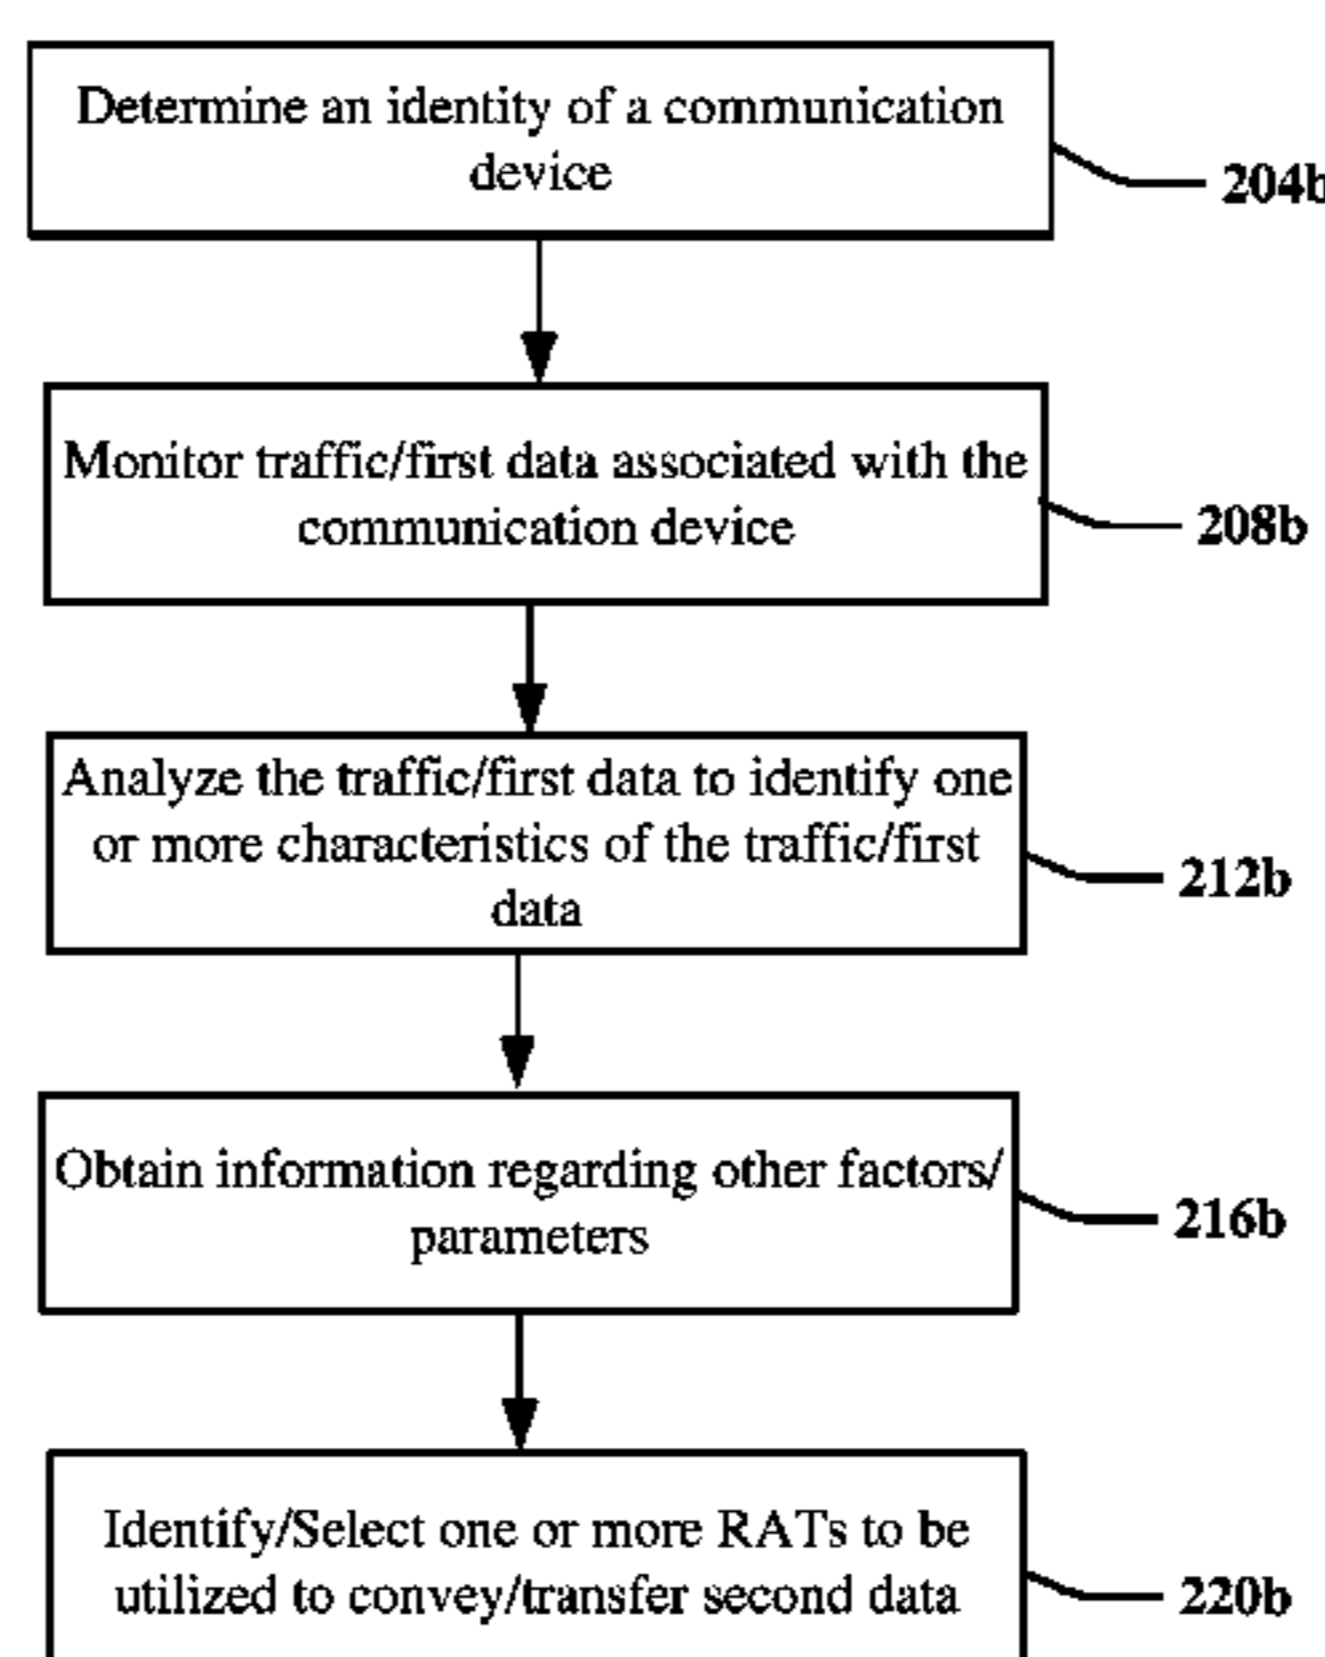 Determine an identity of a communication
device
204b
Monitor traffic/first data associated with the
communication device
208b
Analyze the traffic/first data to identify one
or more characteristics of the traffic/first
data
212b
Obtain information regarding other factors/
parameters
216b
Identify/Select one or more RATs to be
utilized to convey/transfer second data
220b